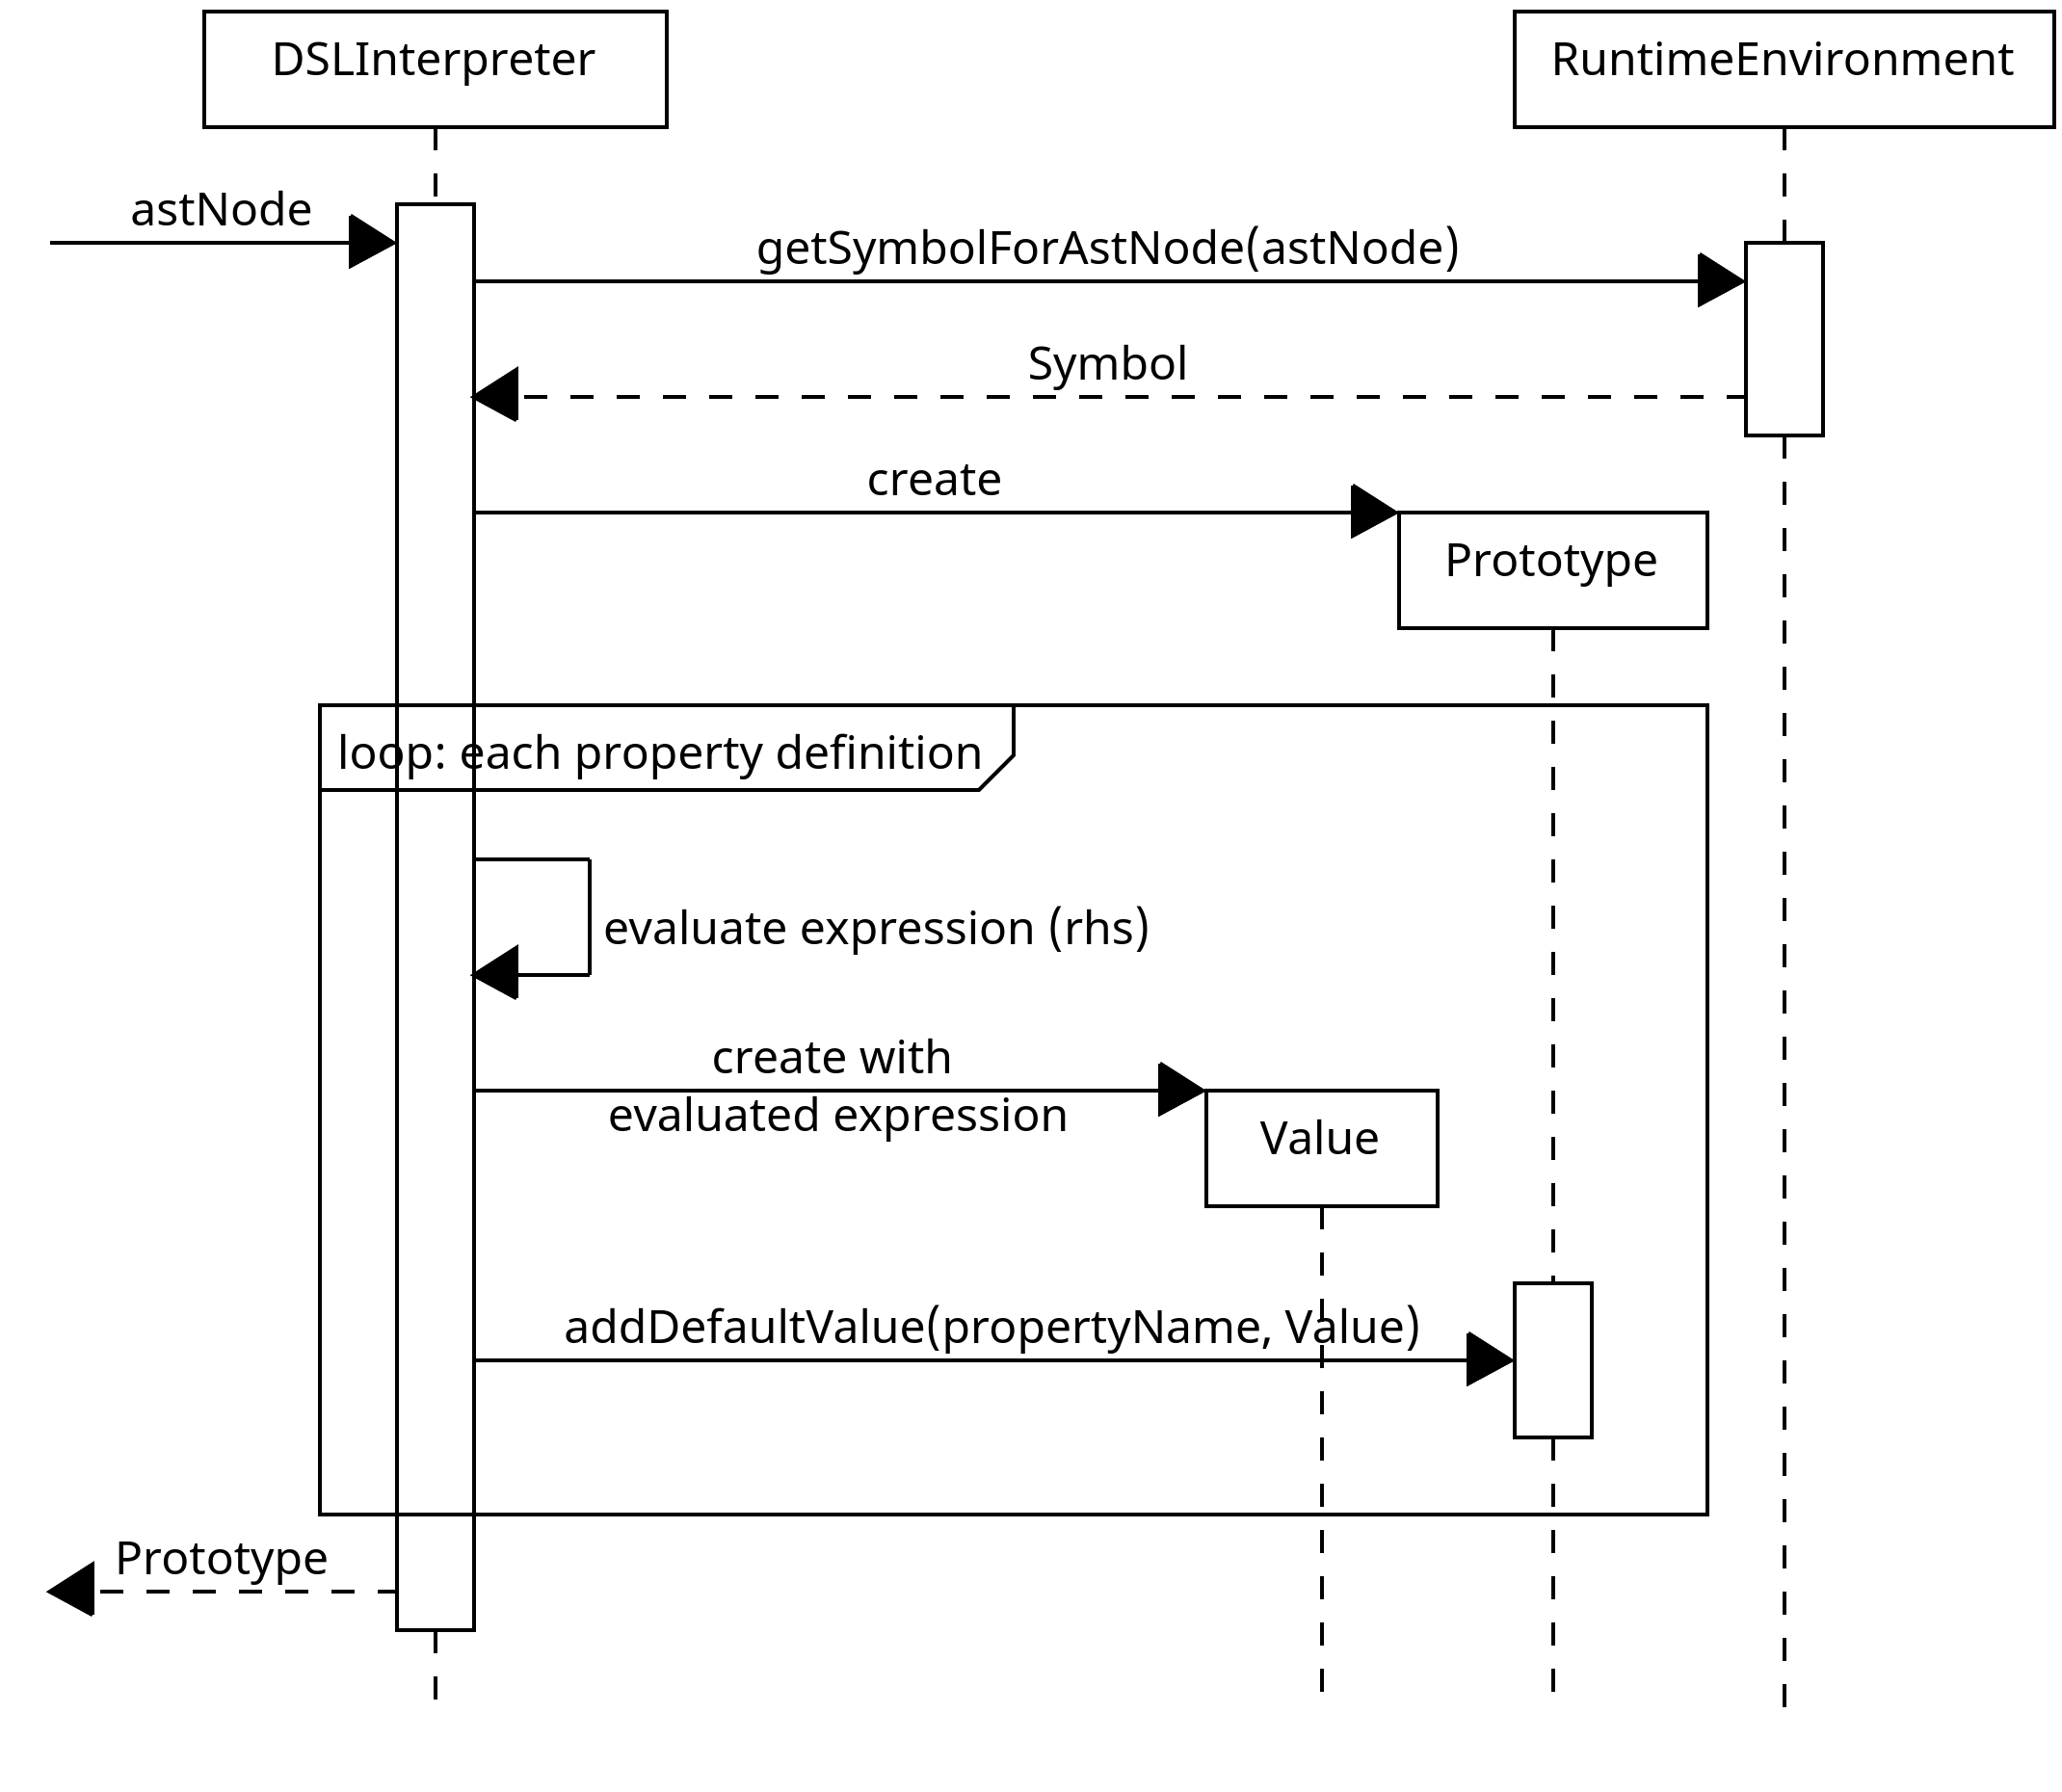 DSLInterpreter
RuntimeEnvironment
astNode
getSymbolForAstNode(astNode)
Symbol
create
Prototype
loop: each property definition
evaluate expression (rhs)
create with
evaluated expression
Value
addDefaultValue(propertyName, Value)
Prototype